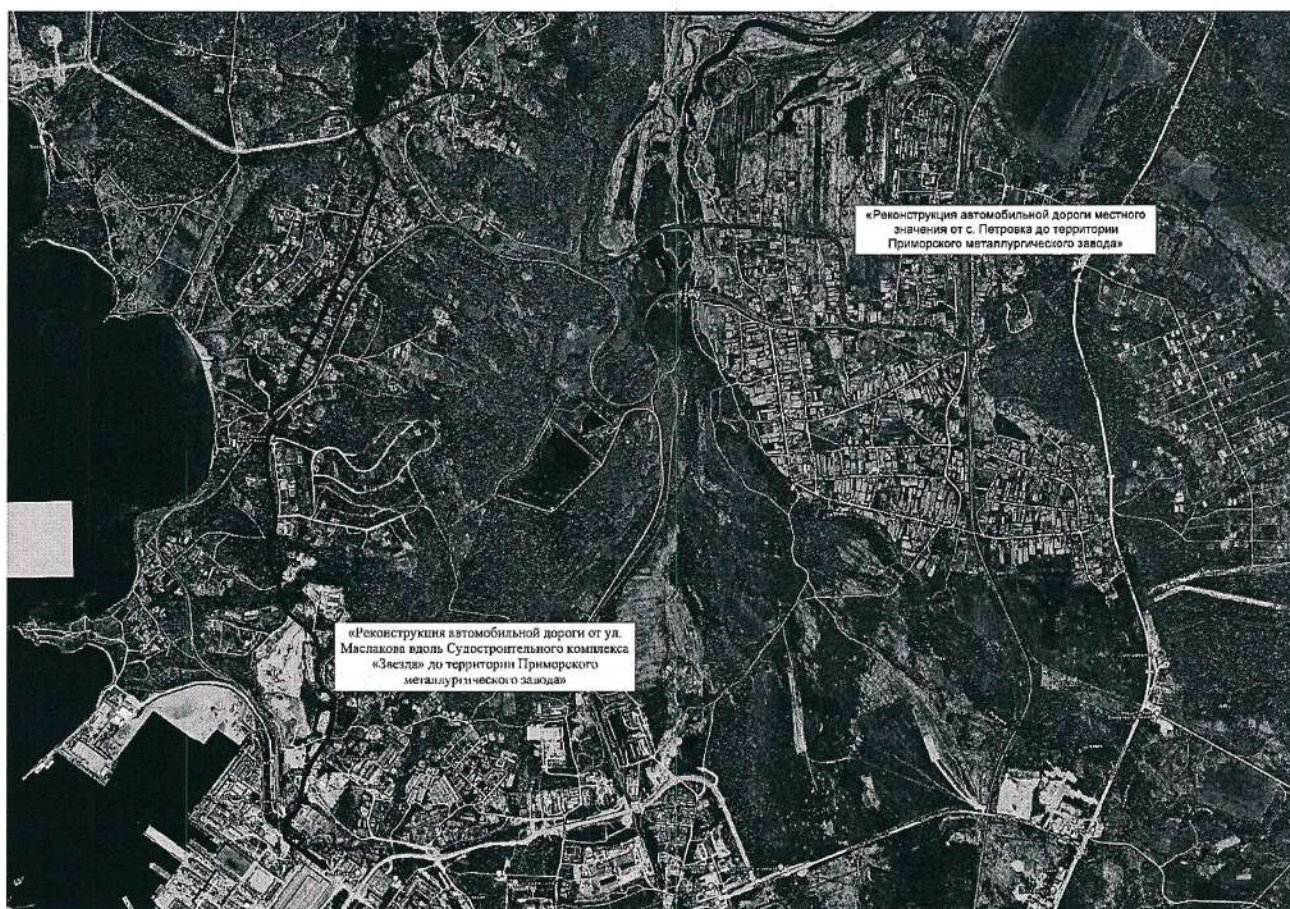 «Реконструкция автомобильной дороги местного
значения от с. Петровка до территории
Приморского металлургического завода»
«Реконструкция автомобильной дороги от ул.
Маслакова вдоль Судостроительного комплекса
«Звезда» до территории Приморского
металлургического завода»